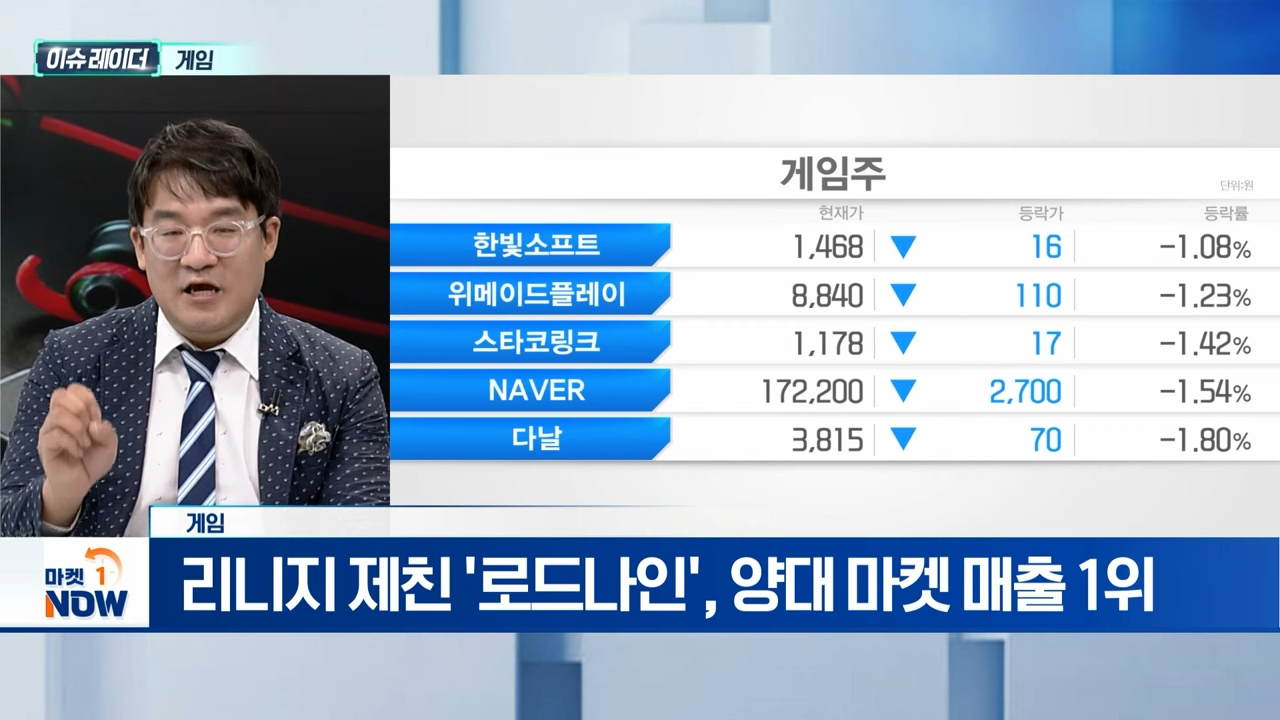 이슈 레이더 게임
게임주
단위:원
현재가 등락가 등락률
한빛소프트 1,468 ▼ 16 -1.08%
위메이드플레이 8,840 ▼ 110 -1.23%
스타코링크 1,178 ▼ 17 -1.42%
NAVER 172,200 ▼ 2,700 -1.54%
다날 3,815 ▼ 70 -1.80%
게임
마켓 1
NOW
리니지 제친 '로드나인', 양대 마켓 매출 1위